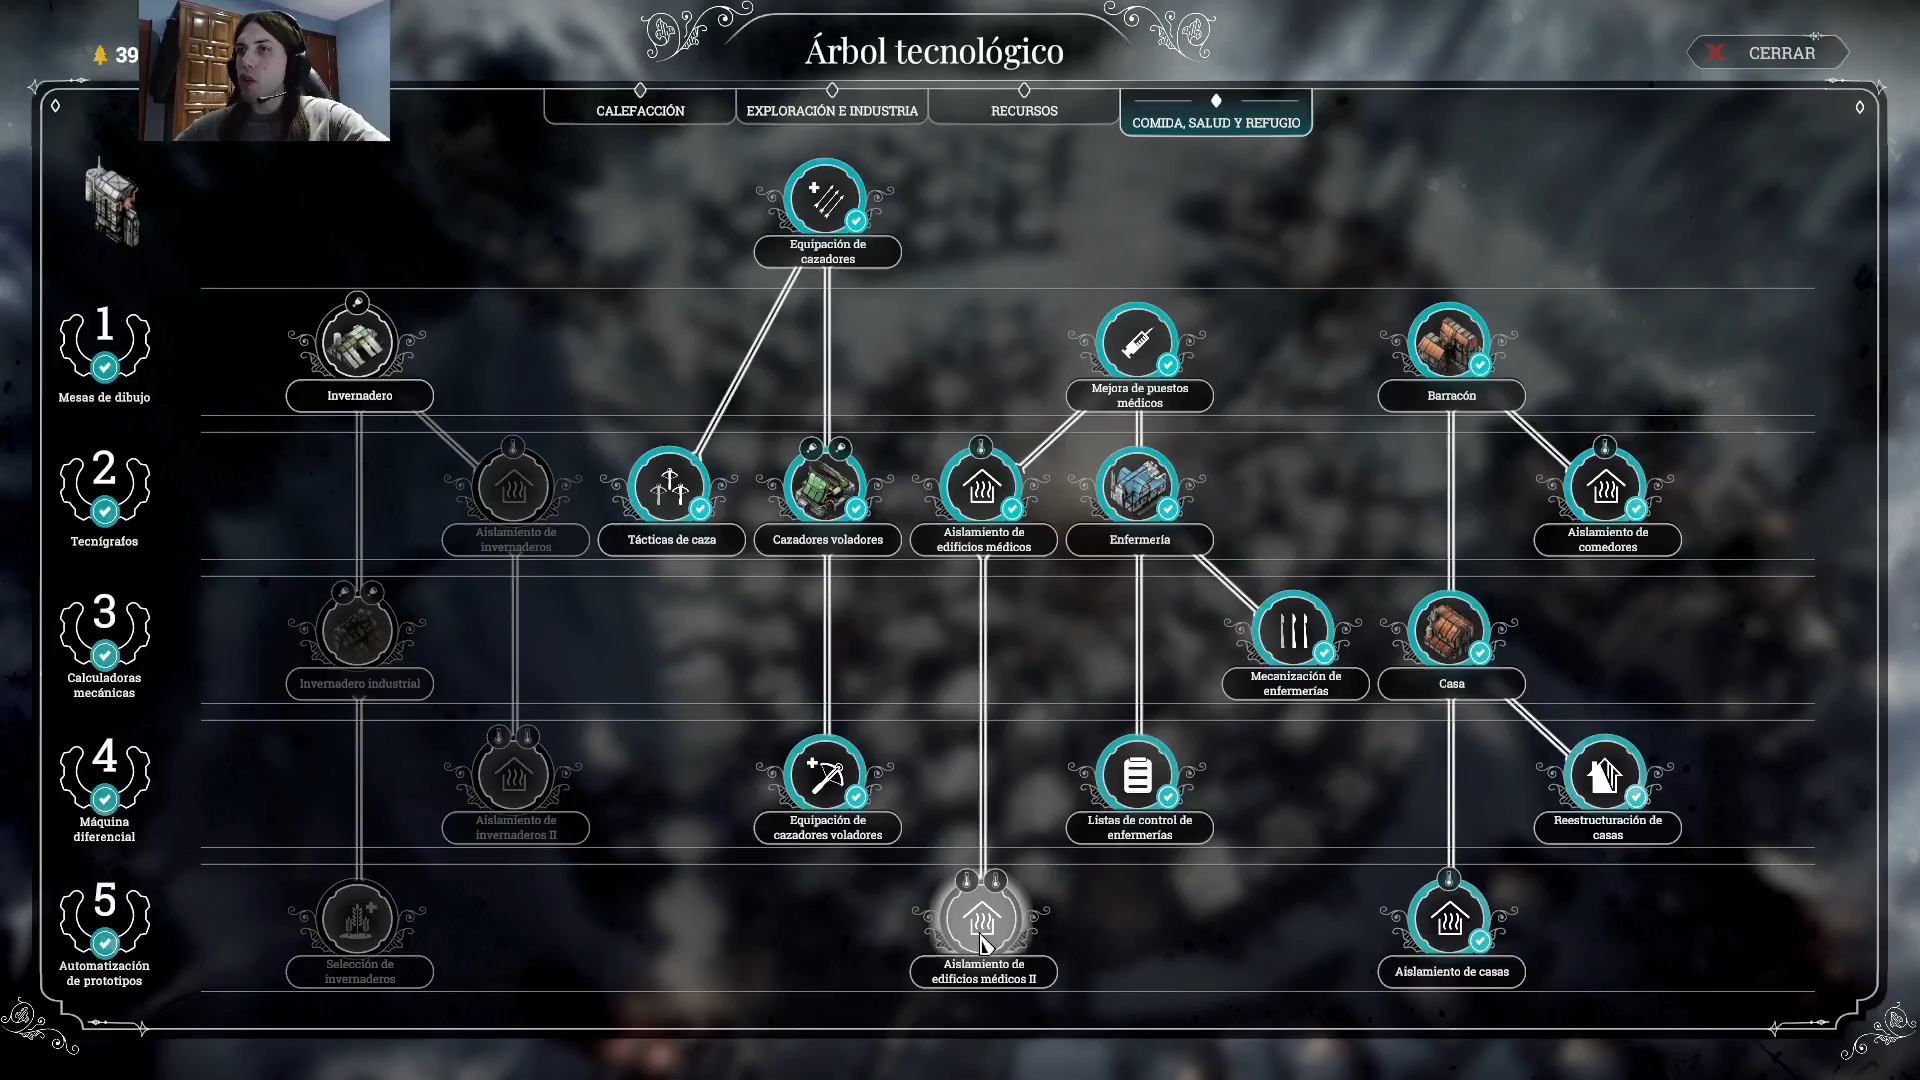 39
Árbol tecnológico
CERRAR
CALEFACCIÓN
EXPLORACIÓN E INDUSTRIA
RECURSOS
COMIDA, SALUD Y REFUGIO
Equipación de
cazadores
1
Mesas de dibujo
Invernadero
Mejora de puestos
médicos
Barracón
2
Tecnígrafos
Aislamiento de
invernaderos
Tácticas de caza
Cazadores voladores
Aislamiento de
edificios médicos
Enfermería
Aislamiento de
comedores
3
Calculadoras
mecánicas
Invernadero industrial
Mecanización de
enfermerías
Casa
4
Máquina
diferencial
Aislamiento de
invernaderos II
Equipación de
cazadores voladores
Listas de control de
enfermerías
Reestructuración de
casas
5
Automatización
de prototipos
Selección de
invernaderos
Aislamiento de
edificios médicos II
Aislamiento de casas